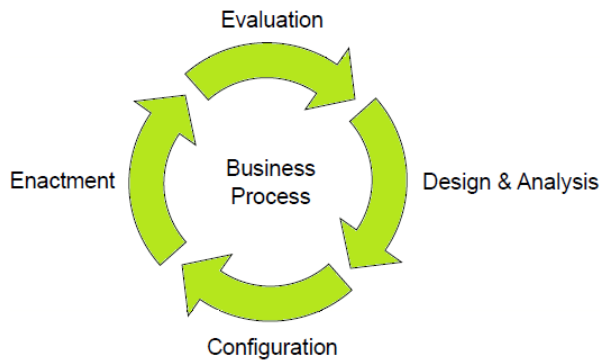 Evaluation
Enactment
Business
Process
Design & Analysis
Configuration